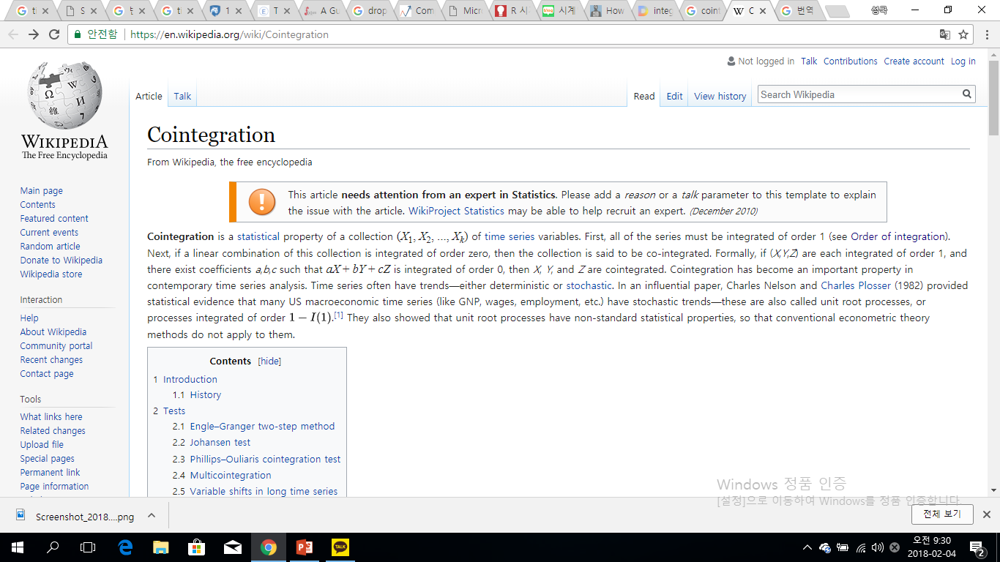 ti
S
t
ti
1
T
A Gu
drop
Com
Micr
R 시
시계
How
integ
coint
C
번역
성국
안전함
https://en.wikipedia.org/wiki/Cointegration
Not logged in Talk Contributions Create account Log in
Article Talk
Read Edit View history
Search Wikipedia
WIKIPEDIA
The Free Encyclopedia
Main page
Contents
Featured content
Current events
Random article
Donate to Wikipedia
Wikipedia store
Interaction
Help
About Wikipedia
Community portal
Recent changes
Contact page
Tools
What links here
Related changes
Upload file
Special pages
Permanent link
Page information
Cointegration
From Wikipedia, the free encyclopedia
This article needs attention from an expert in Statistics. Please add a reason or a talk parameter to this template to explain
the issue with the article. WikiProject Statistics may be able to help recruit an expert. (December 2010)
Cointegration is a statistical property of a collection (X1, X2, ..., Xk) of time series variables. First, all of the series must be integrated of order 1 (see Order of integration).
Next, if a linear combination of this collection is integrated of order zero, then the collection is said to be co-integrated. Formally, if (X,Y,Z) are each integrated of order 1, and
there exist coefficients a,b,c such that aX + bY + cZ is integrated of order 0, then X, Y, and Z are cointegrated. Cointegration has become an important property in
contemporary time series analysis. Time series often have trends—either deterministic or stochastic. In an influential paper, Charles Nelson and Charles Plosser (1982) provided
statistical evidence that many US macroeconomic time series (like GNP, wages, employment, etc.) have stochastic trends—these are also called unit root processes, or
processes integrated of order 1 − I(1).[1] They also showed that unit root processes have non-standard statistical properties, so that conventional econometric theory
methods do not apply to them.
Contents [hide]
1 Introduction
1.1 History
2 Tests
2.1 Engle–Granger two-step method
2.2 Johansen test
2.3 Phillips–Ouliaris cointegration test
2.4 Multicointegration
2.5 Variable shifts in long time series
Windows 정품 인증
[설정]으로 이동하여 Windows를 정품 인증합니다.
Screenshot_2018....png
전체 보기
TALK
오전 9:30
2018-02-04
2